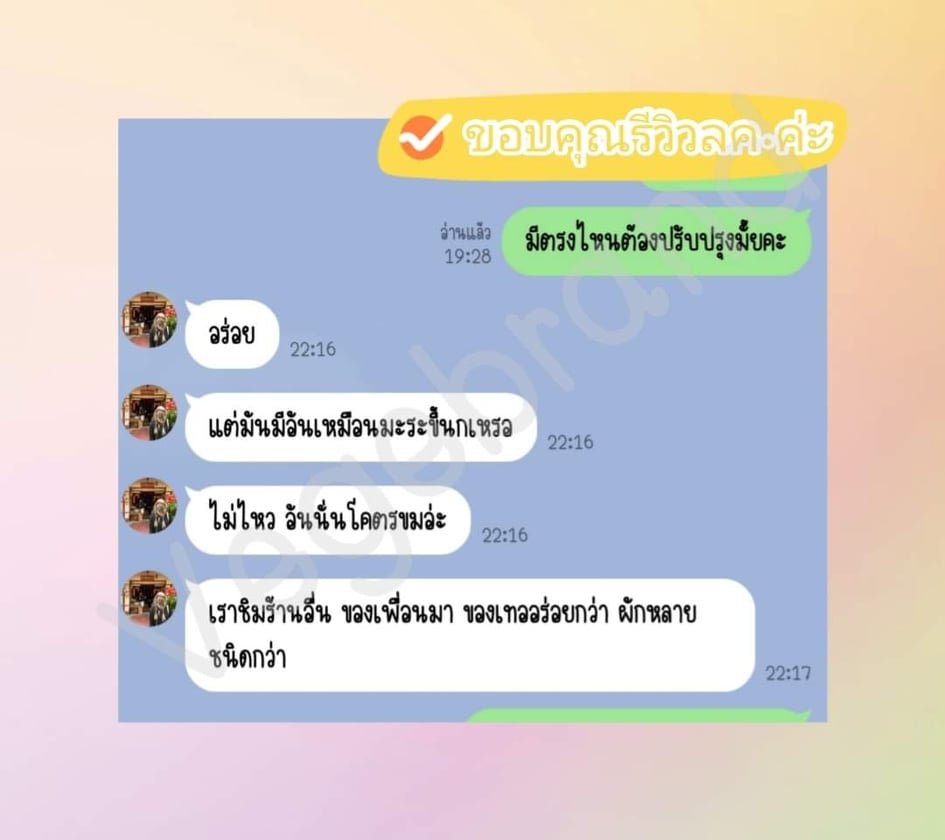 ขอบคุณรีวิวลค.ค่ะ
มีตรงไหนต้องปรับปรุงมั้ยคะ
อ่านแล้ว
19:28
อร่อย
22:16
แต่มันมีอันเหมือนมะระขี้นกเหรอ
22:16
ไม่ไหว อันนั่นโคตรขมอ่ะ
22:16
เราชิมร้านอื่น ของเพื่อนมา ของเทออร่อยกว่า ผักหลาย
ชนิดกว่า
22:17
vegebrand